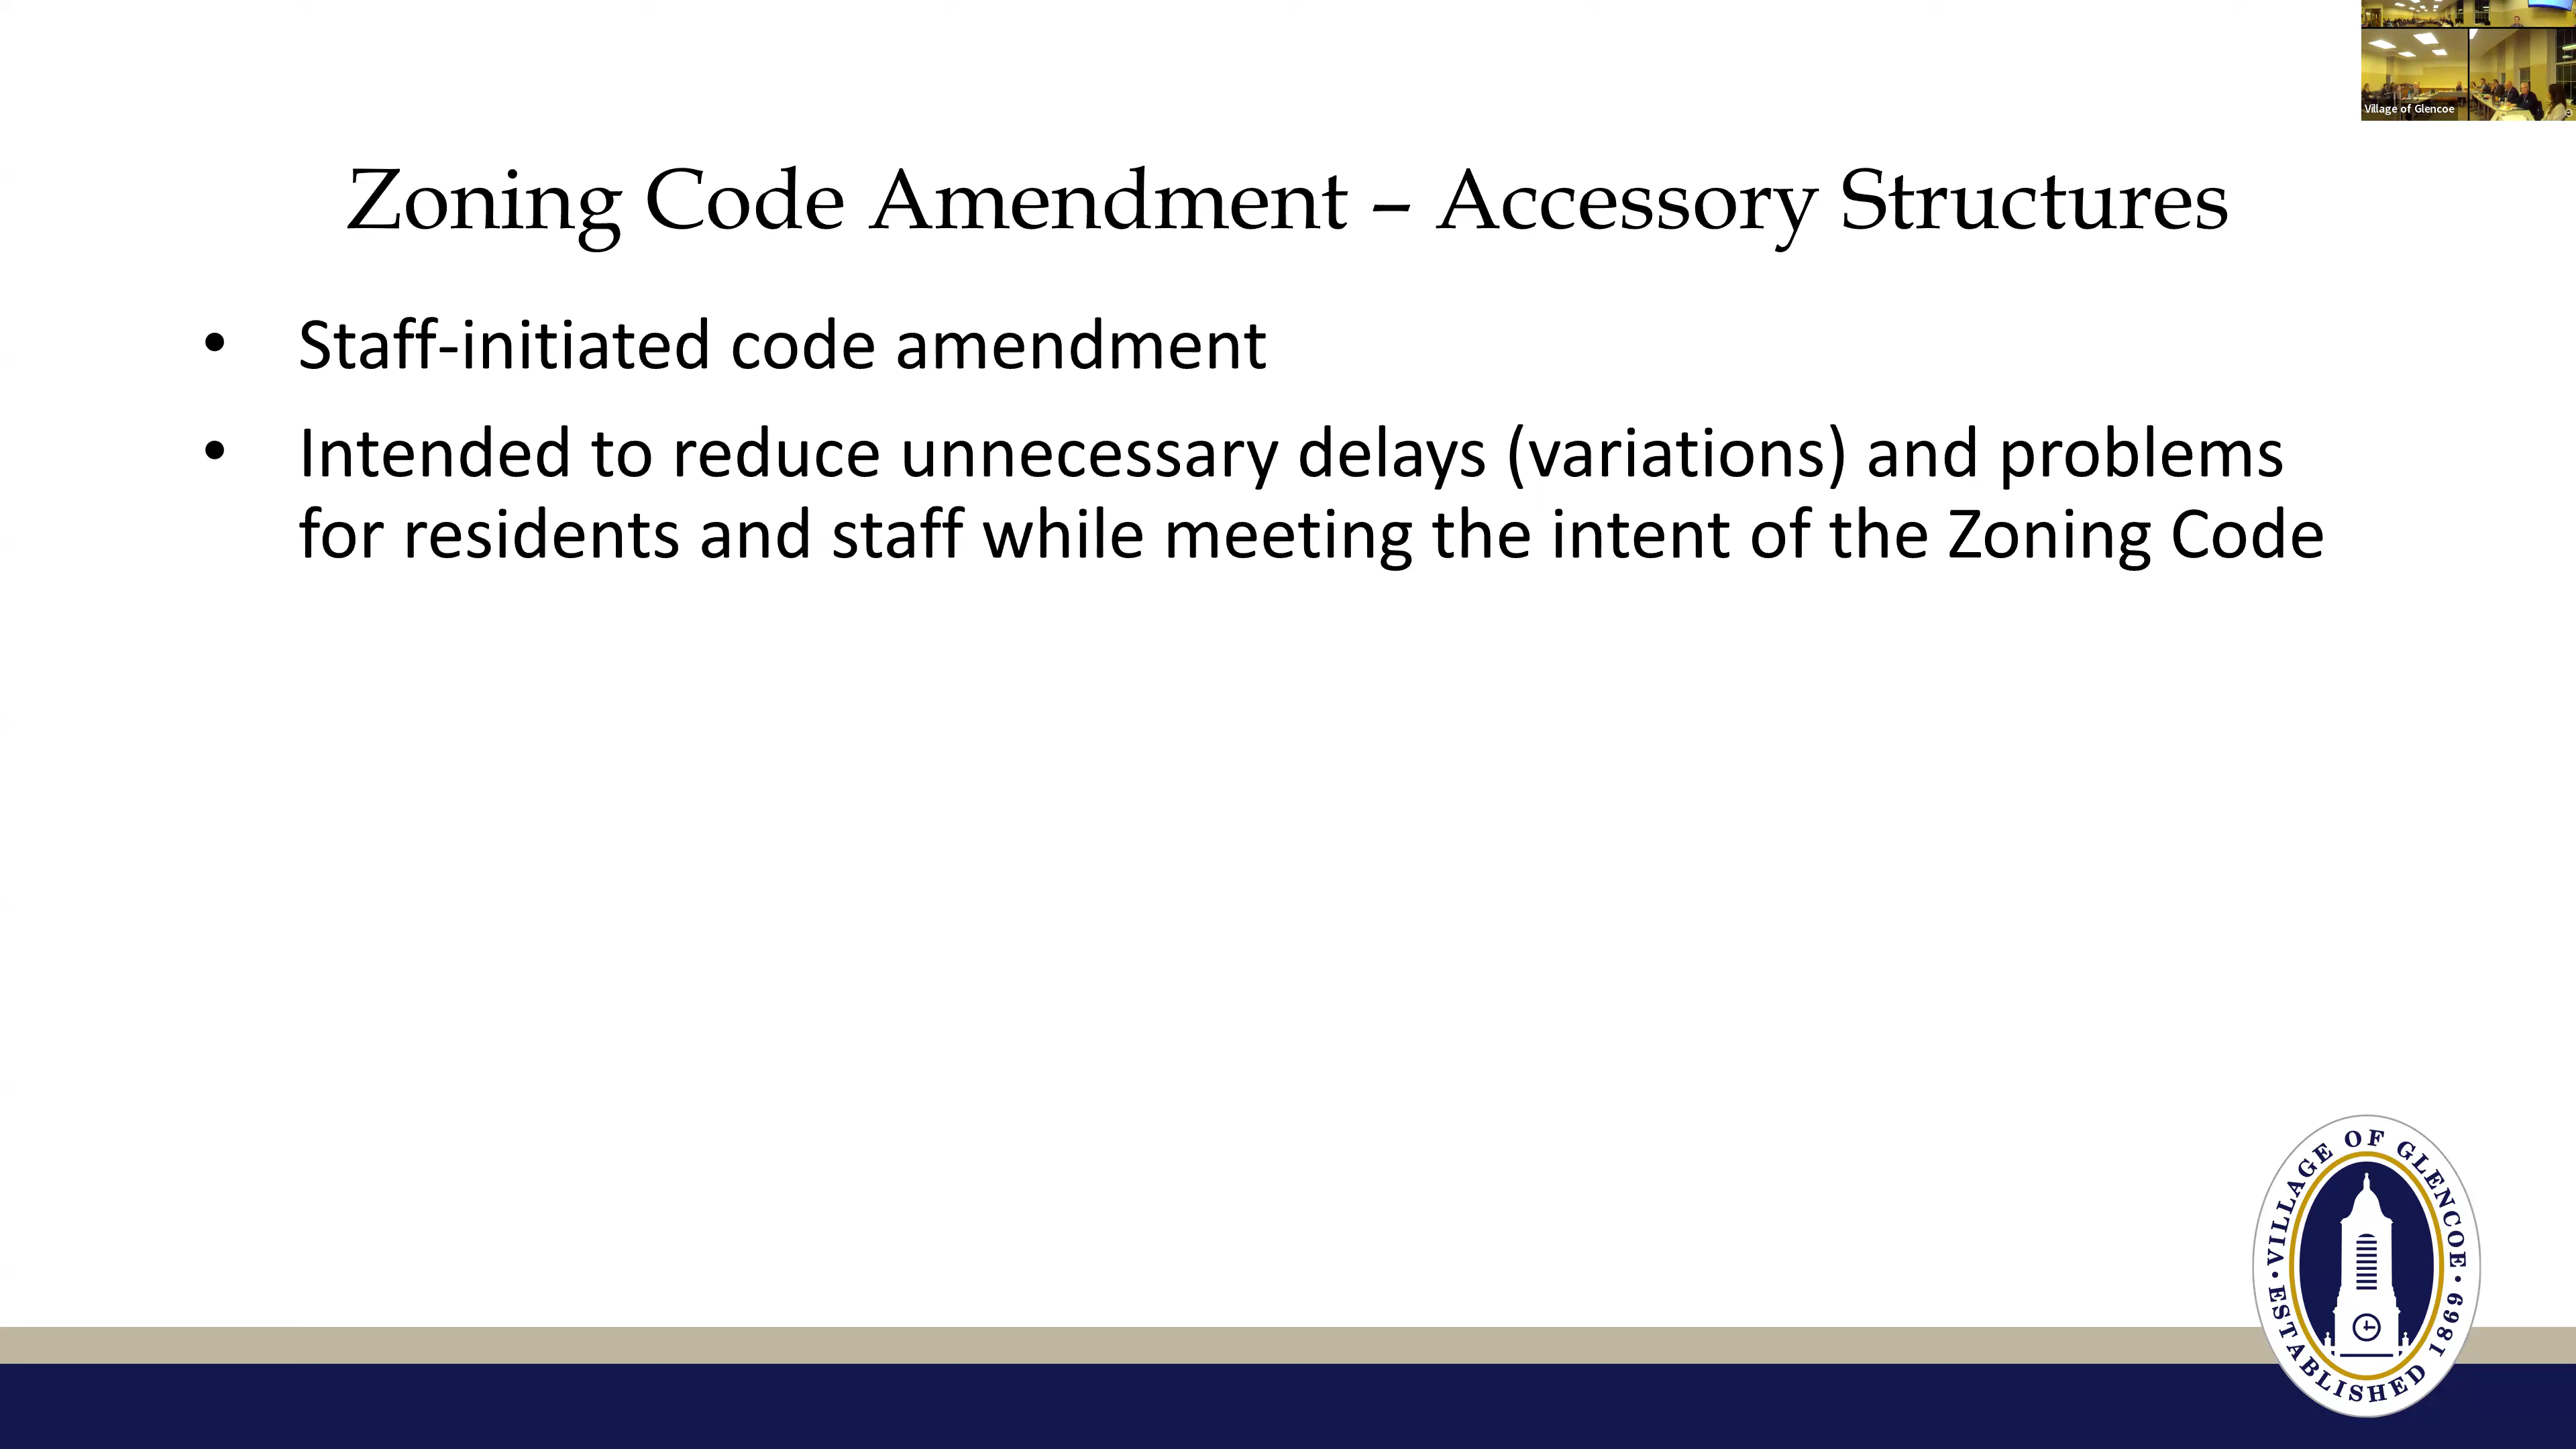 Village of Glencoe
Zoning Code Amendment – Accessory Structures
• Staff-initiated code amendment
• Intended to reduce unnecessary delays (variations) and problems
for residents and staff while meeting the intent of the Zoning Code
VILLAGE OF GLENCOE
• ESTABLISHED 1869 •